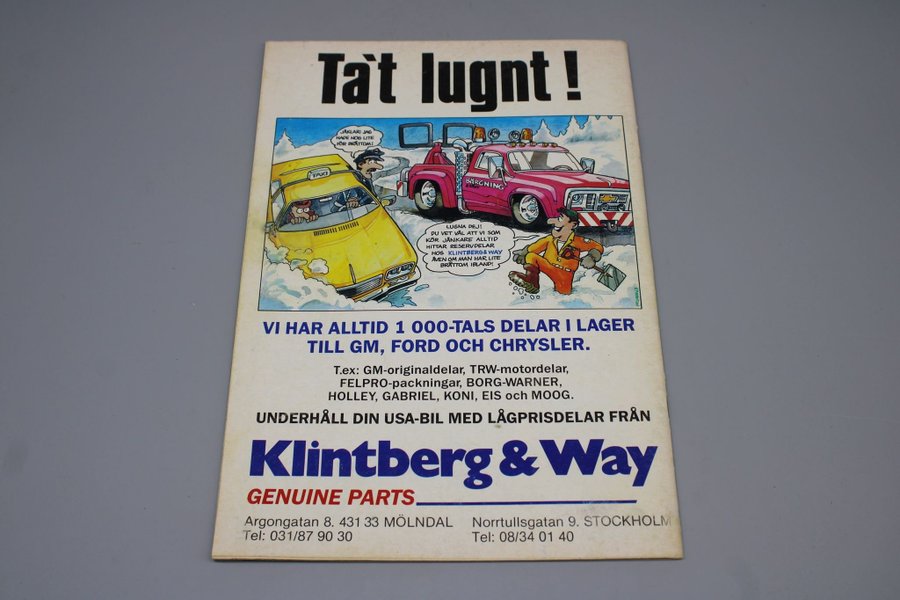 Ta't lugnt!
JÄKLAR! JAG
HADE NOG LITE
FÖR BRÅTTOM!
TAXI
BÄRGNING
LUGNA DEJ!
DU VET VÄL ATT VI SOM
KÖR 'JÄNKARE' ALLTID
HITTAR RESERVDELAR
HOS KLINTBERG & WAY
ÄVEN OM MAN HAR LITE
BRÅTTOM IBLAND!
VI HAR ALLTID 1 000-TALS DELAR I LAGER
TILL GM, FORD OCH CHRYSLER.
T.ex: GM-originaldelar, TRW-motordelar,
FELPRO-packningar, BORG-WARNER,
HOLLEY, GABRIEL, KONI, EIS och MOOG.
UNDERHÅLL DIN USA-BIL MED LÅGPRISDELAR FRÅN
Klintberg & Way
GENUINE PARTS
Argongatan 8. 431 33 MÖLNDAL Norrtullsgatan 9. STOCKHOLM
Tel: 031/87 90 30 Tel: 08/34 01 40